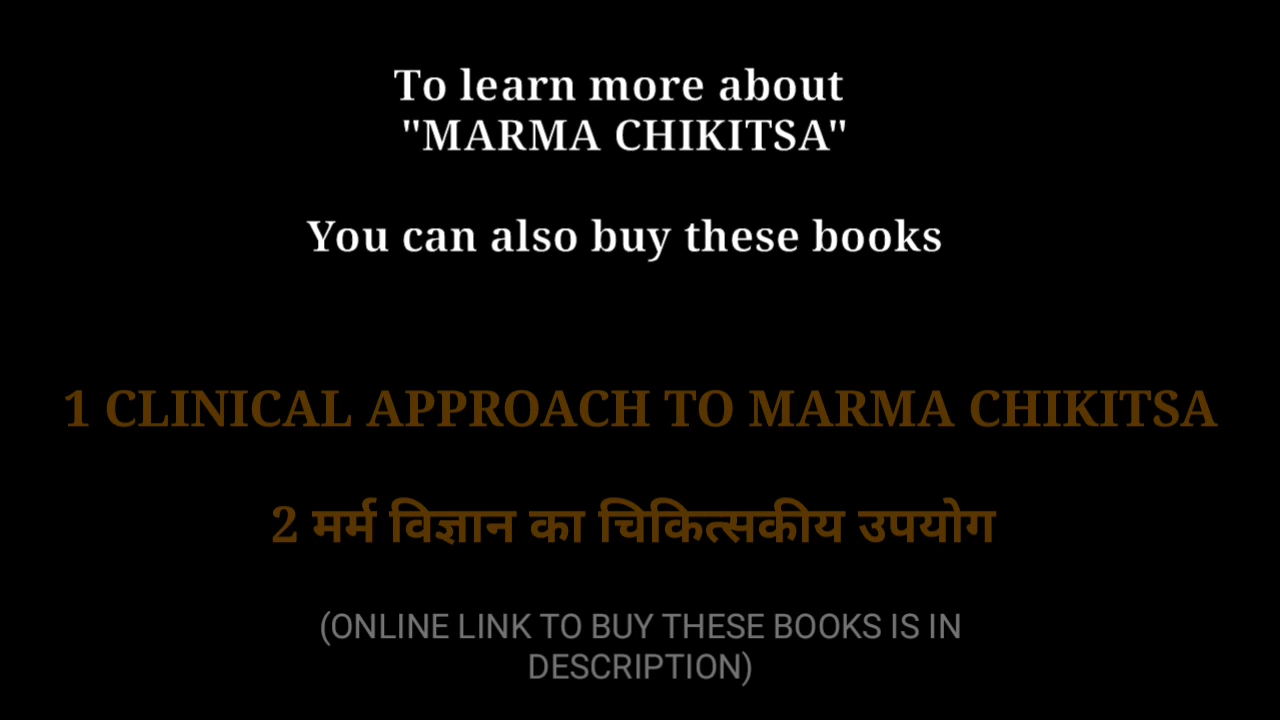 To learn more about
"MARMA CHIKITSA"
You can also buy these books
1 CLINICAL APPROACH TO MARMA CHIKITSA
2 मर्म विज्ञान का चिकित्सकीय उपयोग
(ONLINE LINK TO BUY THESE BOOKS IS IN
DESCRIPTION)